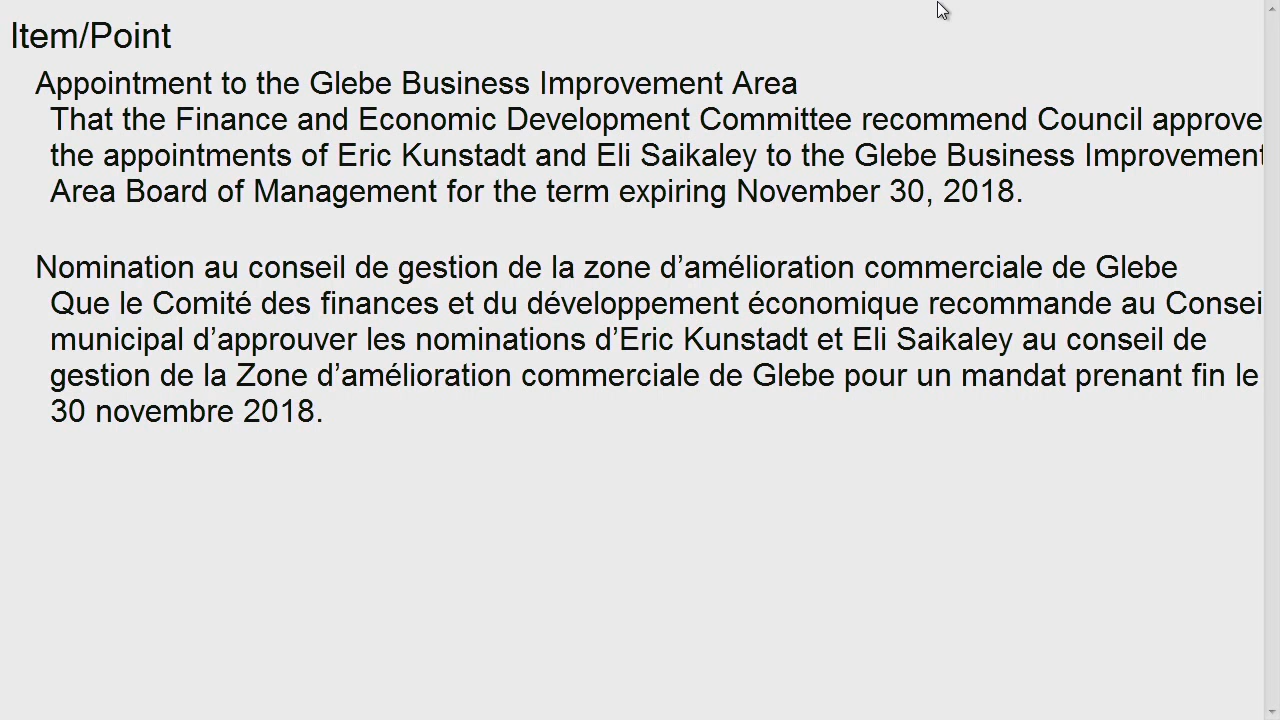 Item/Point
Appointment to the Glebe Business Improvement Area
That the Finance and Economic Development Committee recommend Council approve
the appointments of Eric Kunstadt and Eli Saikaley to the Glebe Business Improvement
Area Board of Management for the term expiring November 30, 2018.
Nomination au conseil de gestion de la zone d’amélioration commerciale de Glebe
Que le Comité des finances et du développement économique recommande au Consei
municipal d’approuver les nominations d’Eric Kunstadt et Eli Saikaley au conseil de
gestion de la Zone d’amélioration commerciale de Glebe pour un mandat prenant fin le
30 novembre 2018.